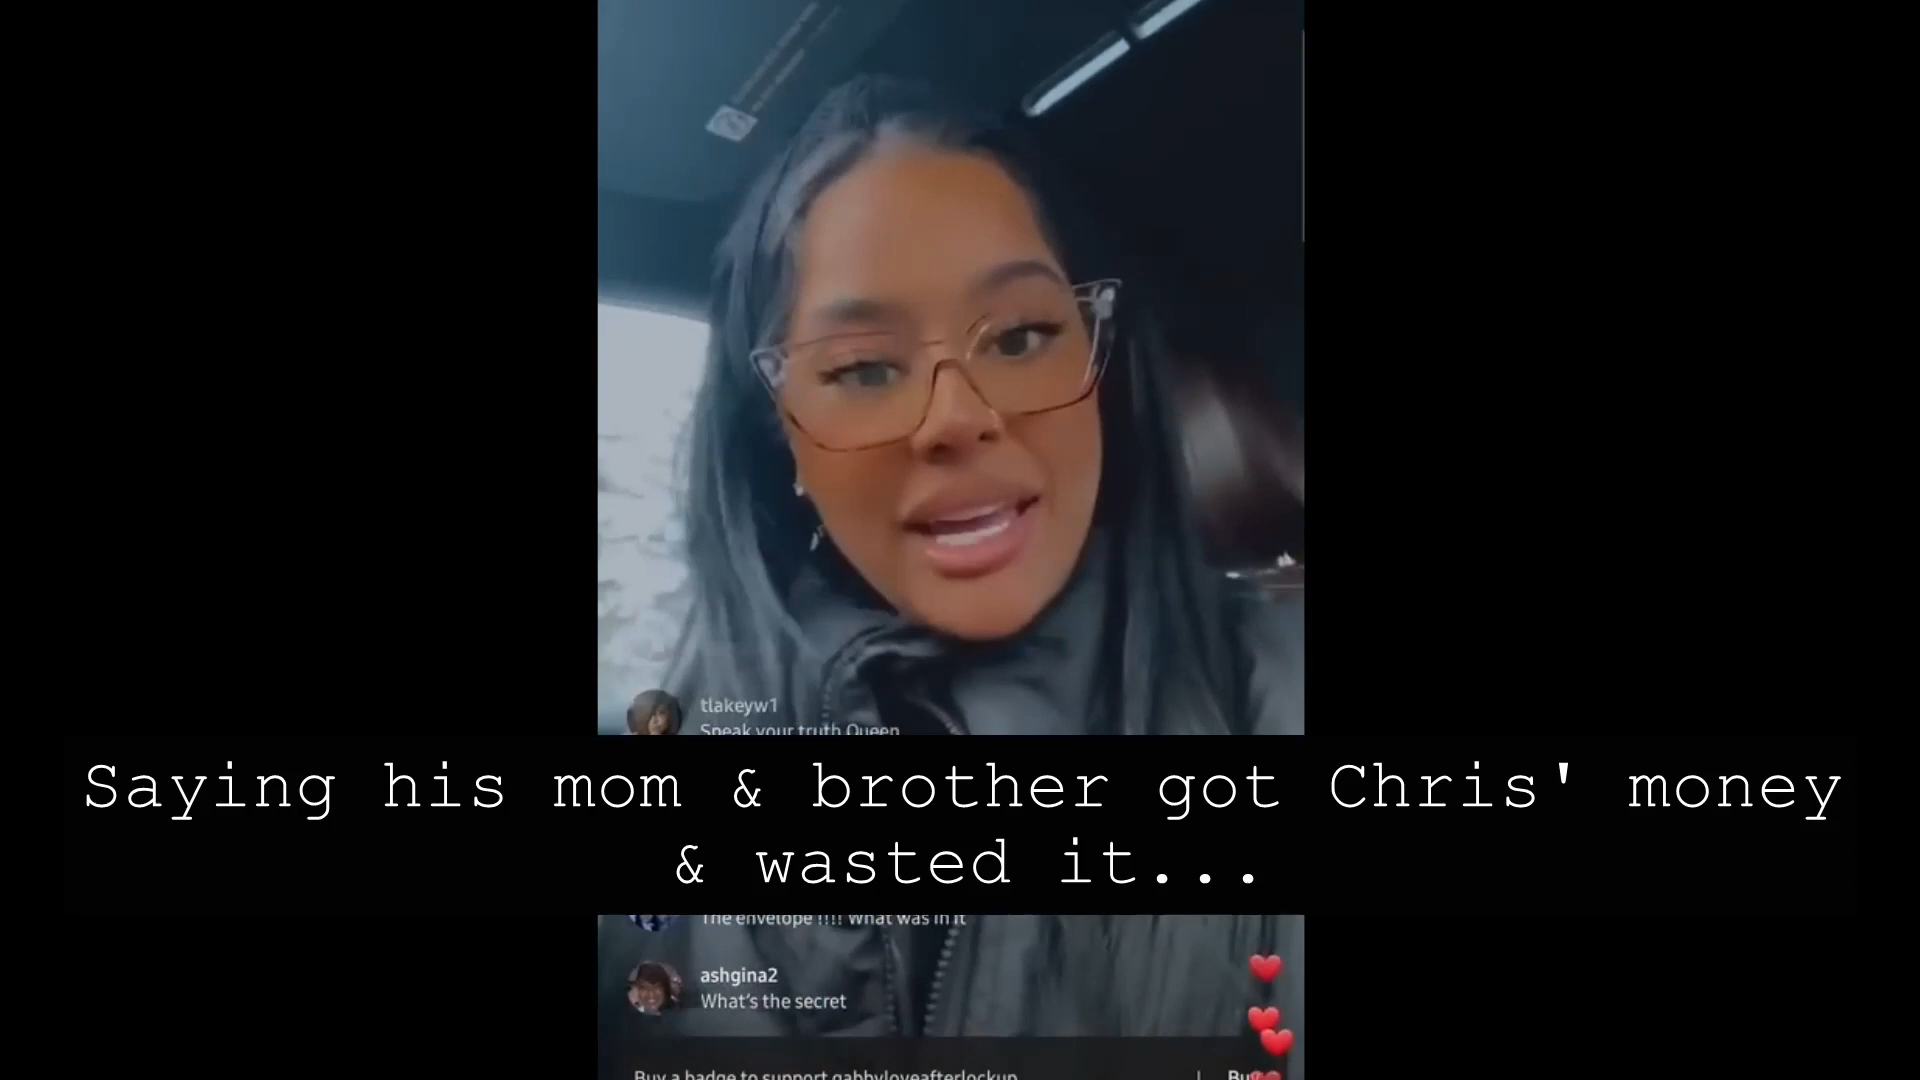 tlakeyw1
Speak your truth Queen
Saying his mom & brother got Chris' money
& wasted it...
The envelope !!!! What was in it
ashgina2
What's the secret
Buy a badge to support gabbyloveafterlockup
Buy